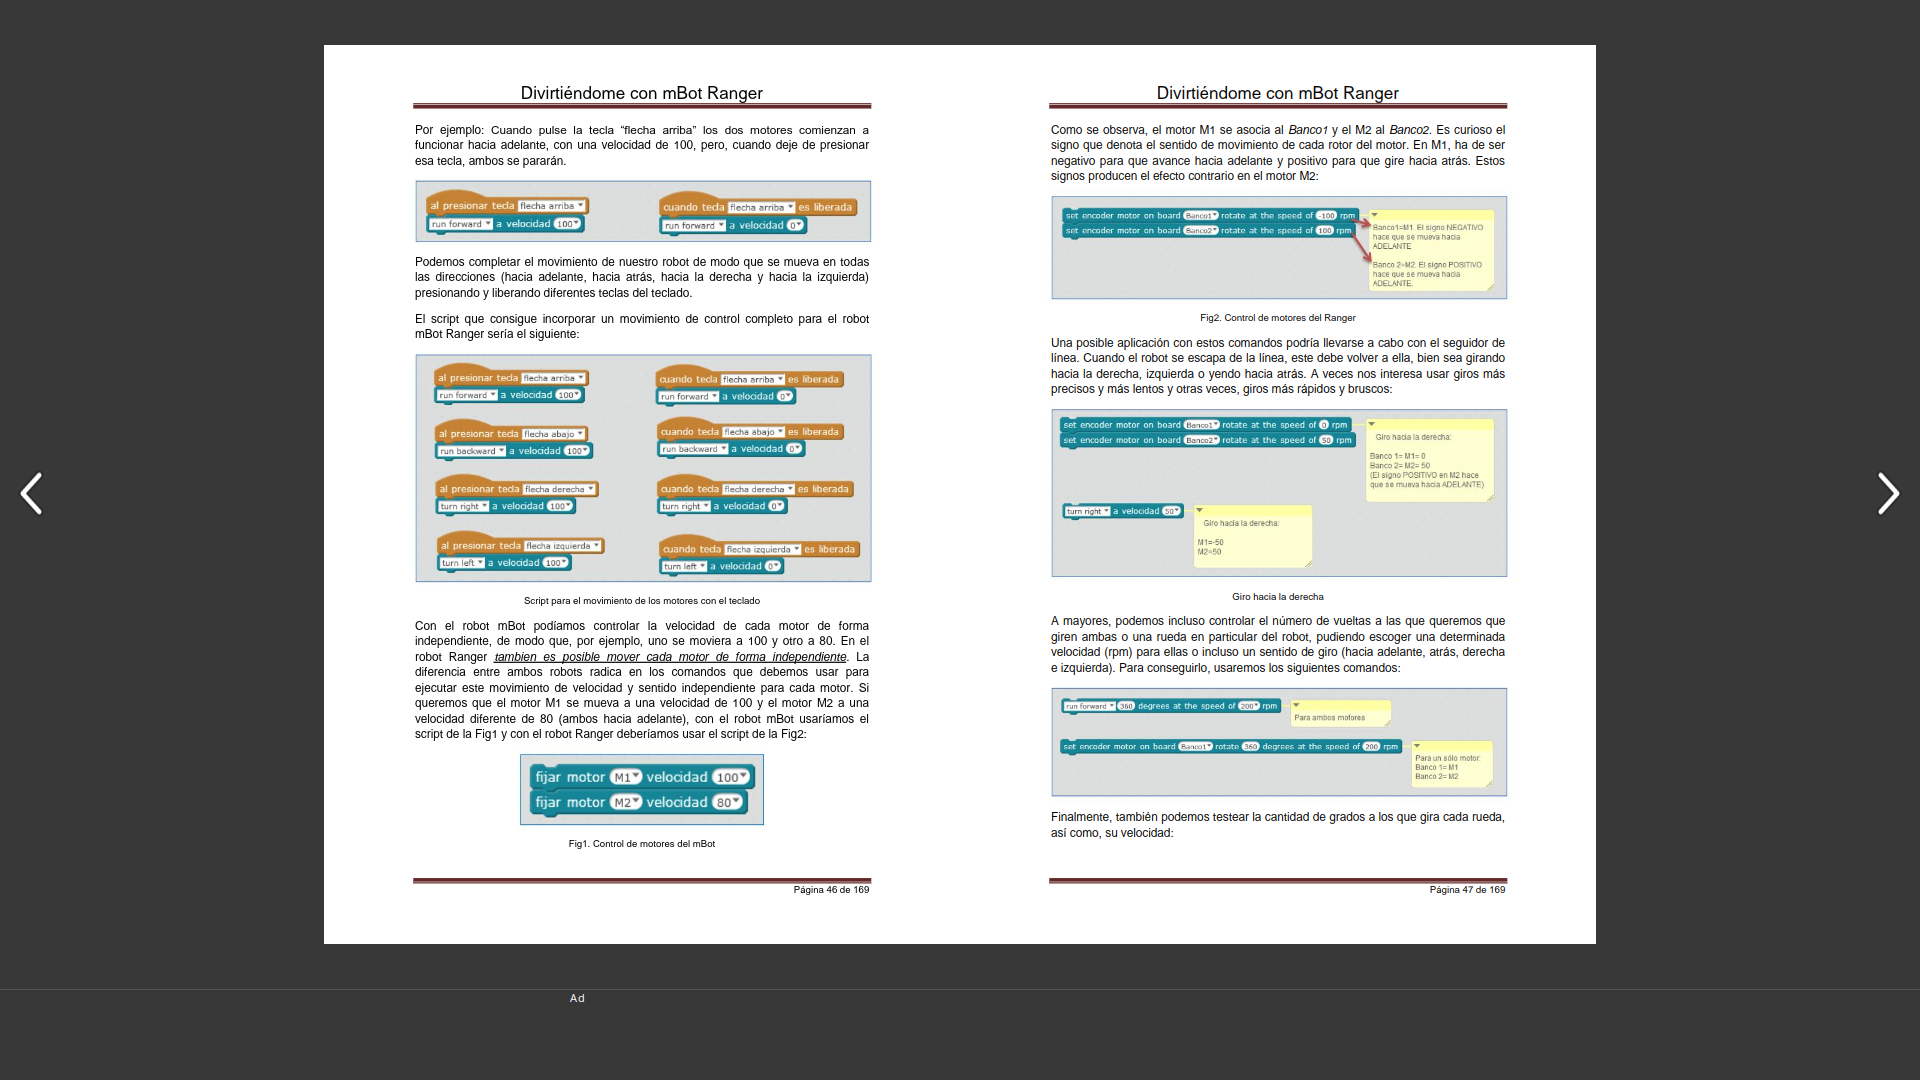 Divirtiéndome con mBot Ranger
Por ejemplo: Cuando pulse la tecla “flecha arriba” los dos motores comienzan a
funcionar hacia adelante, con una velocidad de 100, pero, cuando deje de presionar
esa tecla, ambos se pararán.
al presionar tecla flecha arriba
run forward a velocidad 100
cuando tecla flecha arriba es liberada
run forward a velocidad 0
Podemos completar el movimiento de nuestro robot de modo que se mueva en todas
las direcciones (hacia adelante, hacia atrás, hacia la derecha y hacia la izquierda)
presionando y liberando diferentes teclas del teclado.
El script que consigue incorporar un movimiento de control completo para el robot
mBot Ranger sería el siguiente:
al presionar tecla flecha arriba
run forward a velocidad 100
cuando tecla flecha arriba es liberada
run forward a velocidad 0
al presionar tecla flecha abajo
run backward a velocidad 100
cuando tecla flecha abajo es liberada
run backward a velocidad 0
al presionar tecla flecha derecha
turn right a velocidad 100
cuando tecla flecha derecha es liberada
turn right a velocidad 0
al presionar tecla flecha izquierda
turn left a velocidad 100
cuando tecla flecha izquierda es liberada
turn left a velocidad 0
Script para el movimiento de los motores con el teclado
Con el robot mBot podíamos controlar la velocidad de cada motor de forma
independiente, de modo que, por ejemplo, uno se moviera a 100 y otro a 80. En el
robot Ranger tambien es posible mover cada motor de forma independiente. La
diferencia entre ambos robots radica en los comandos que debemos usar para
ejecutar este movimiento de velocidad y sentido independiente para cada motor. Si
queremos que el motor M1 se mueva a una velocidad de 100 y el motor M2 a una
velocidad diferente de 80 (ambos hacia adelante), con el robot mBot usaríamos el
script de la Fig1 y con el robot Ranger deberíamos usar el script de la Fig2:
fijar motor M1 velocidad 100
fijar motor M2 velocidad 80
Fig1. Control de motores del mBot
Página 46 de 169
Divirtiéndome con mBot Ranger
Como se observa, el motor M1 se asocia al Banco1 y el M2 al Banco2. Es curioso el
signo que denota el sentido de movimiento de cada rotor del motor. En M1, ha de ser
negativo para que avance hacia adelante y positivo para que gire hacia atrás. Estos
signos producen el efecto contrario en el motor M2:
set encoder motor on board Banco1 rotate at the speed of -100 rpm
set encoder motor on board Banco2 rotate at the speed of 100 rpm
Banco1=M1. El signo NEGATIVO
hace que se mueva hacia
ADELANTE
Banco 2=M2. El signo POSITIVO
hace que se mueva hacia
ADELANTE.
Fig2. Control de motores del Ranger
Una posible aplicación con estos comandos podría llevarse a cabo con el seguidor de
línea. Cuando el robot se escapa de la línea, este debe volver a ella, bien sea girando
hacia la derecha, izquierda o yendo hacia atrás. A veces nos interesa usar giros más
precisos y más lentos y otras veces, giros más rápidos y bruscos:
set encoder motor on board Banco1 rotate at the speed of 0 rpm
set encoder motor on board Banco2 rotate at the speed of 50 rpm
Giro hacia la derecha:
Banco 1= M1= 0
Banco 2= M2= 50
(El signo POSITIVO en M2 hace
que se mueva hacia ADELANTE)
turn right a velocidad 50
Giro hacia la derecha:
M1=-50
M2=50
Giro hacia la derecha
A mayores, podemos incluso controlar el número de vueltas a las que queremos que
giren ambas o una rueda en particular del robot, pudiendo escoger una determinada
velocidad (rpm) para ellas o incluso un sentido de giro (hacia adelante, atrás, derecha
e izquierda). Para conseguirlo, usaremos los siguientes comandos:
run forward 360 degrees at the speed of 200 rpm
Para ambos motores
set encoder motor on board Banco1 rotate 360 degrees at the speed of 200 rpm
Para un sólo motor:
Banco 1= M1
Banco 2= M2
Finalmente, también podemos testear la cantidad de grados a los que gira cada rueda,
así como, su velocidad:
Página 47 de 169
Ad